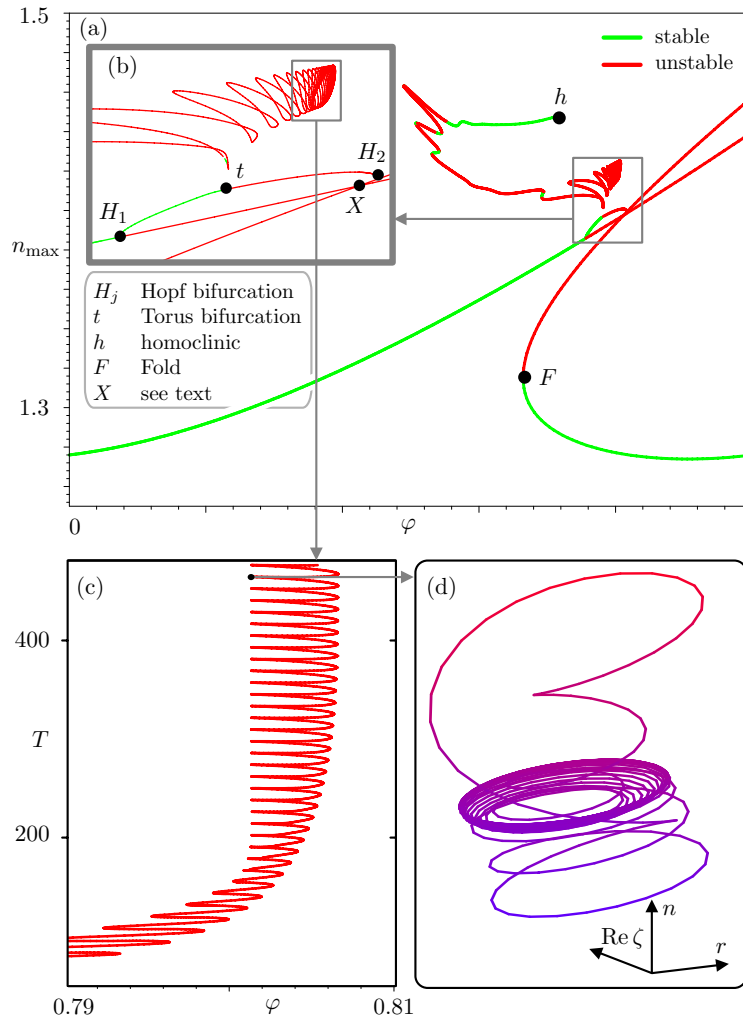 1.5
(a)
stable
unstable
(b)
h
t
H2
H1
X
nmax
Hj Hopf bifurcation
t Torus bifurcation
h homoclinic
F Fold
X see text
F
1.3
0
φ
(c)
(d)
400
T
200
n
Re ζ
r
0.79
φ
0.81